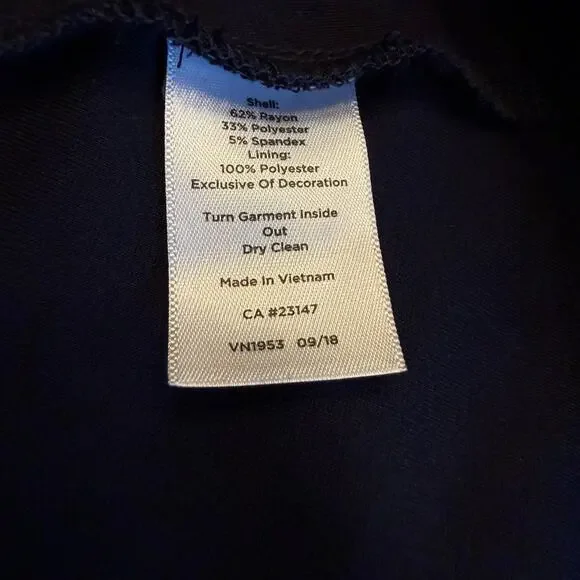 Shell:
62% Rayon
33% Polyester
5% Spandex
Lining:
100% Polyester
Exclusive Of Decoration
Turn Garment Inside
Out
Dry Clean
Made In Vietnam
CA #23147
VN1953 09/18